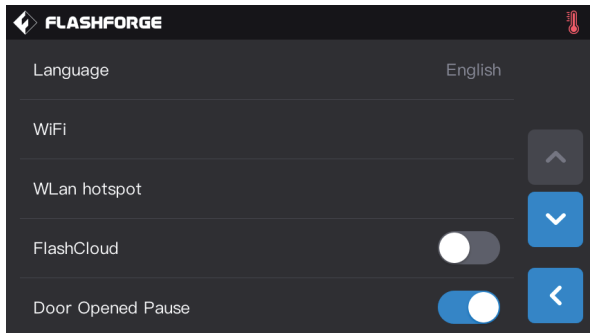 FLASHFORGE
Language English
WiFi
WLan hotspot
FlashCloud
Door Opened Pause